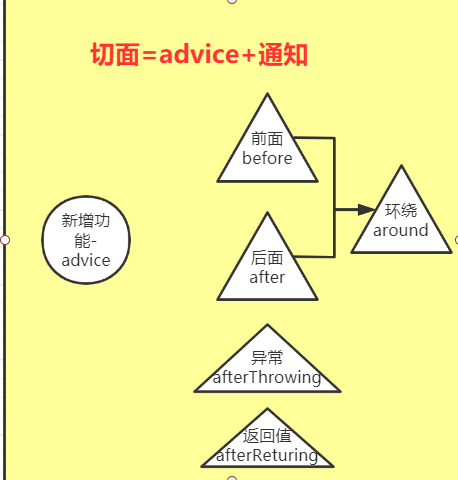 切面=advice+通知
前面
before
新增功
能-
advice
环绕
around
后面
after
异常
afterThrowing
返回值
afterReturing